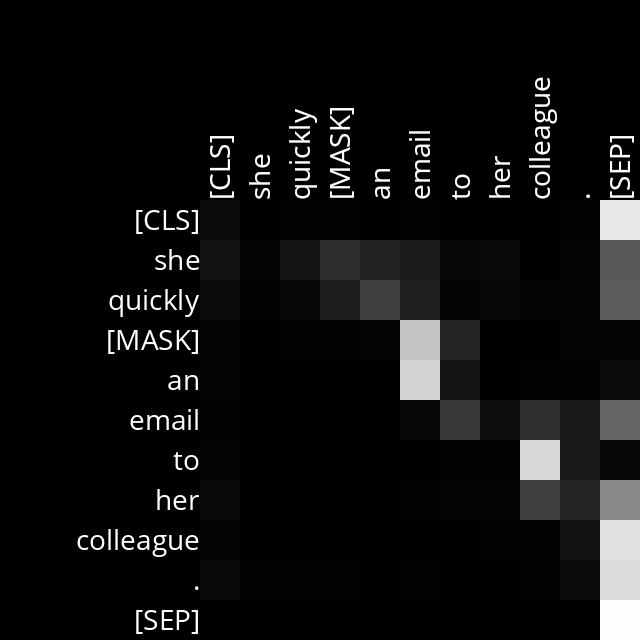 [CLS] she quickly [MASK] an email to her colleague . [SEP]
[CLS]
she
quickly
[MASK]
an
email
to
her
colleague
.
[SEP]